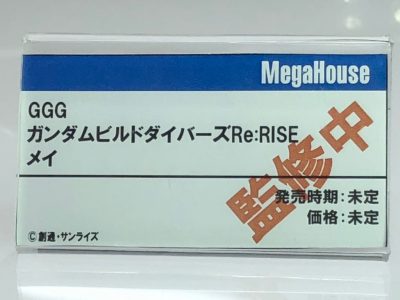 MegaHouse
GGG
ガンダムビルドダイバーズRe:RISE
メイ
監修中
発売時期:未定
価格:未定
©創通・サンライズ